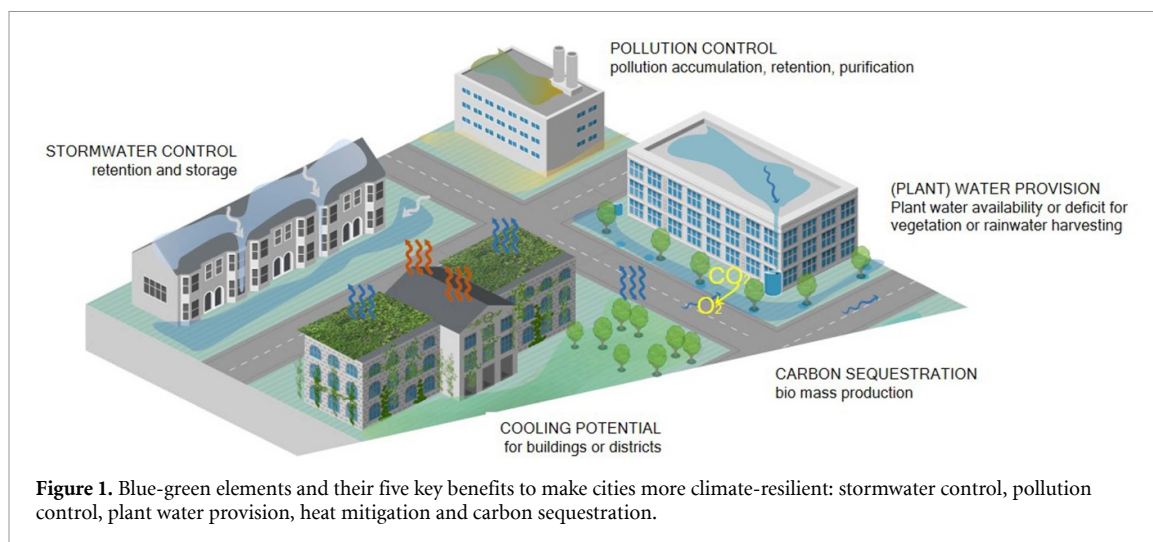 POLLUTION CONTROL
pollution accumulation, retention, purification
STORMWATER CONTROL
retention and storage
(PLANT) WATER PROVISION
Plant water availability or deficit for
vegetation or rainwater harvesting
CO₂
O₂
CARBON SEQUESTRATION
bio mass production
COOLING POTENTIAL
for buildings or districts
Figure 1. Blue-green elements and their five key benefits to make cities more climate-resilient: stormwater control, pollution
control, plant water provision, heat mitigation and carbon sequestration.